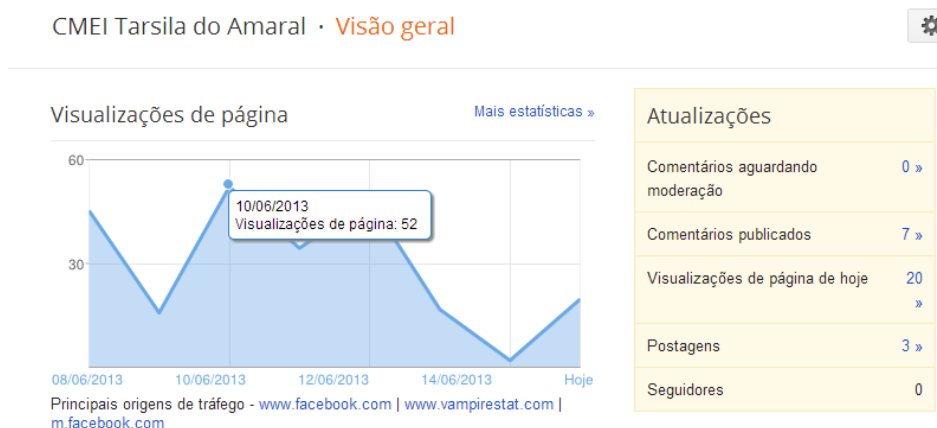 CMEI Tarsila do Amaral · Visão geral
Visualizações de página
Mais estatísticas »
60
30
10/06/2013
Visualizações de página: 52
08/06/2013 10/06/2013 12/06/2013 14/06/2013 Hoje
Principais origens de tráfego - www.facebook.com | www.vampirestat.com |
m.facebook.com
Atualizações
Comentários aguardando 0 »
moderação
Comentários publicados 7 »
Visualizações de página de hoje 20
»
Postagens 3 »
Seguidores 0